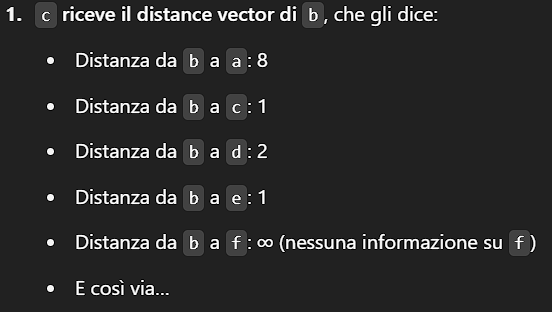 1. c riceve il distance vector di b, che gli dice:
• Distanza da b a a: 8
• Distanza da b a c: 1
• Distanza da b a d: 2
• Distanza da b a e: 1
• Distanza da b a f: ∞ (nessuna informazione su f)
• E così via...